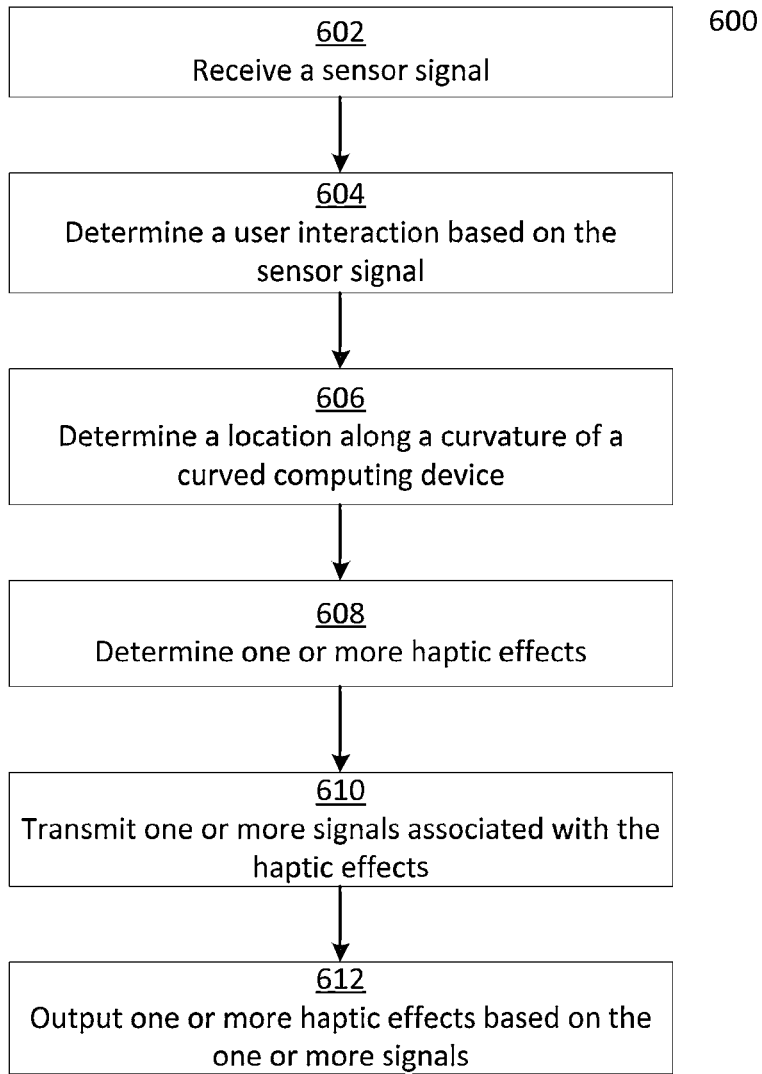 600
602
Receive a sensor signal
604
Determine a user interaction based on the
sensor signal
606
Determine a location along a curvature of a
curved computing device
608
Determine one or more haptic effects
610
Transmit one or more signals associated with the
haptic effects
612
Output one or more haptic effects based on the
one or more signals